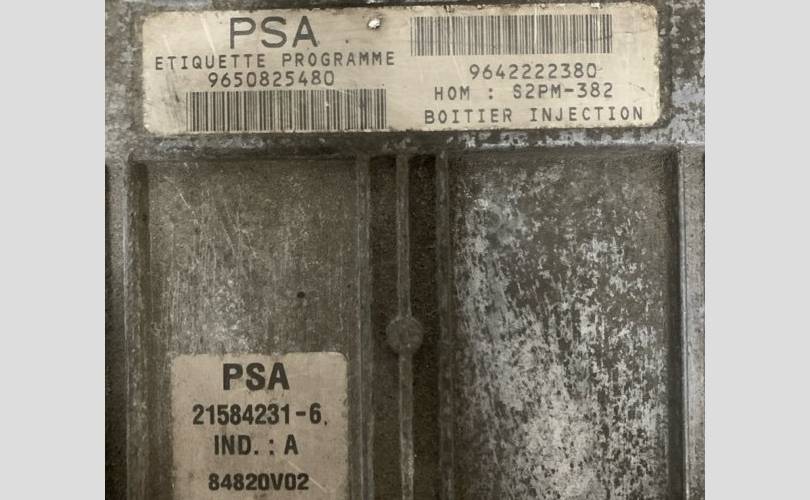 PSA
ETIQUETTE PROGRAMME
9650825480
9642222380
HOM : S2PM-382
BOITIER INJECTION
PSA
21584231-6.
IND. : A
84820V02